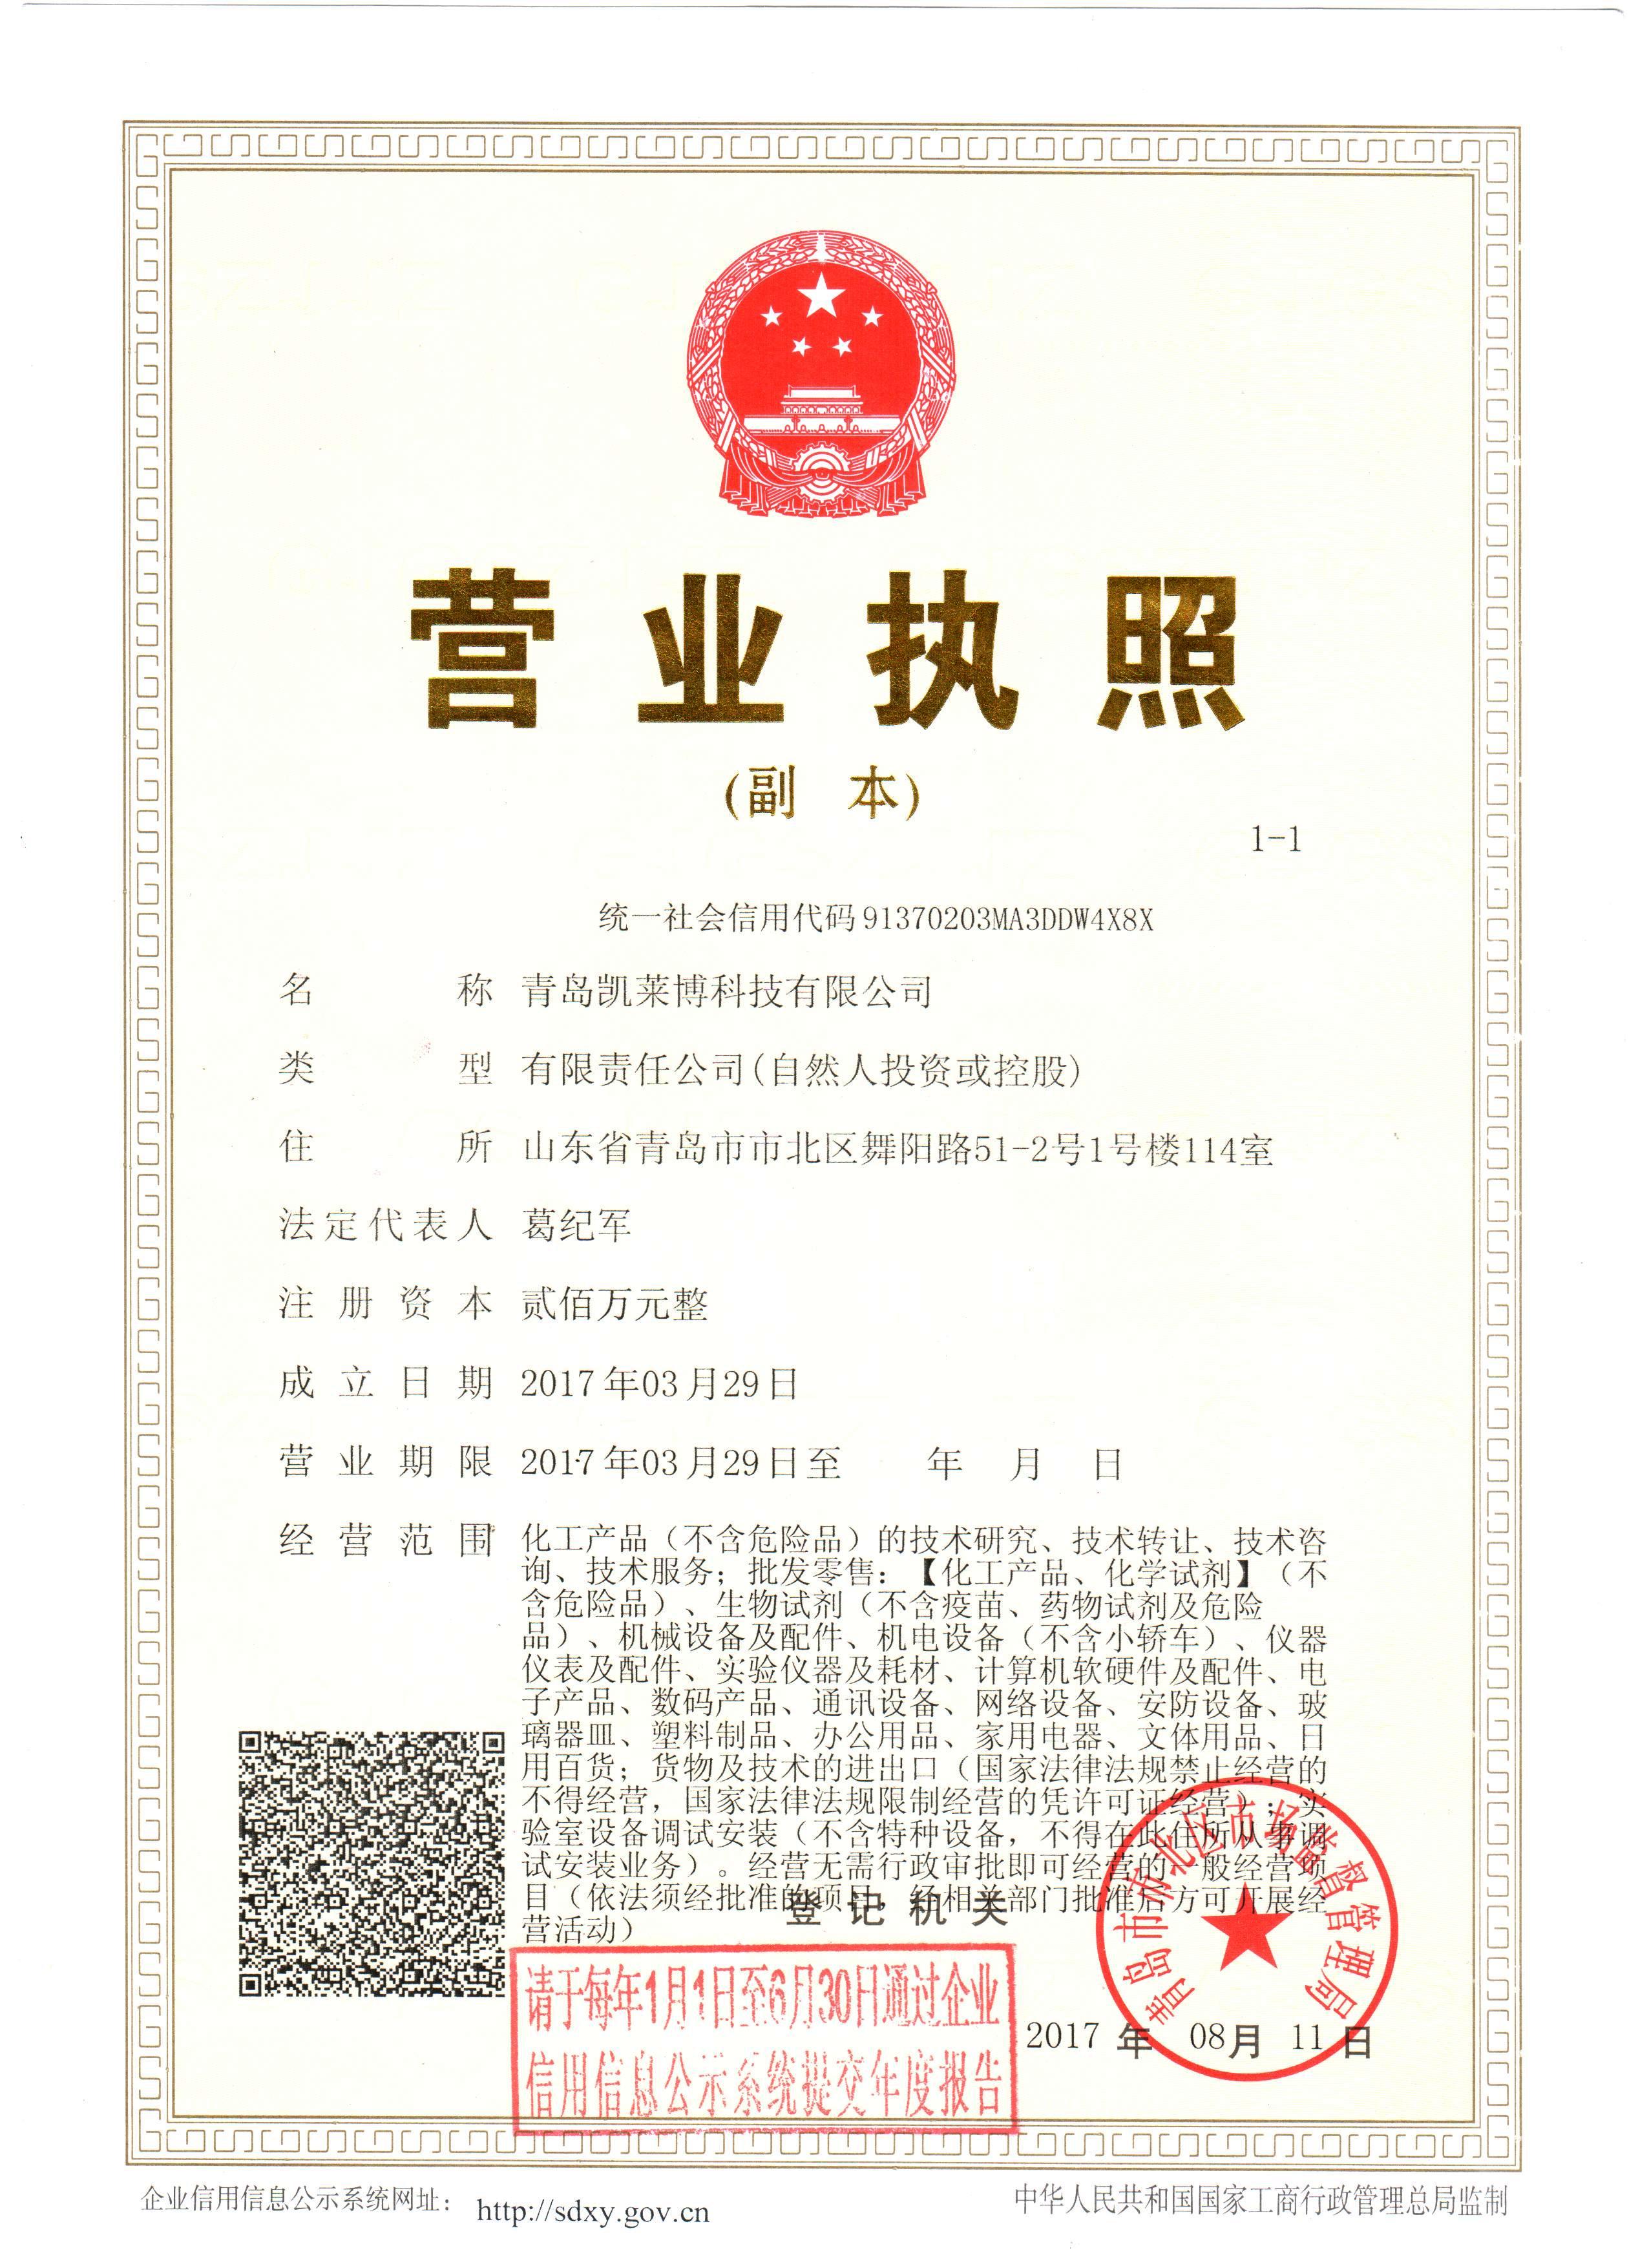 营业执照
(副 本)
1-1
统一社会信用代码 91370203MA3DDW4X8X
名 称 青岛凯莱博科技有限公司
类 型 有限责任公司(自然人投资或控股)
住 所 山东省青岛市市北区舞阳路51-2号1号楼114室
法定代表人 葛纪军
注册资本 贰佰万元整
成立日期 2017年03月29日
营业期限 2017年03月29日至 年 月 日
经营范围 化工产品（不含危险品）的技术研究、技术转让、技术咨
询、技术服务；批发零售：【化工产品、化学试剂】（不
含危险品）、生物试剂（不含疫苗、药物试剂及危险
品）、机械设备及配件、机电设备（不含小轿车）、仪器
仪表及配件、实验仪器及耗材、计算机软硬件及配件、电
子产品、数码产品、通讯设备、网络设备、安防设备、玻
璃器皿、塑料制品、办公用品、家用电器、文体用品、日
用百货；货物及技术的进出口（国家法律法规禁止经营的
不得经营，国家法律法规限制经营的凭许可证经营）；实
验室设备调试安装（不含特种设备，不得在此住所从事调
试安装业务）。经营无需行政审批即可经营的一般经营项
目（依法须经批准的项目，经相关部门批准后方可开展经
营活动）
登记机关
青岛市市北区市场监督管理局
请于每年1月1日至6月30日通过企业
信用信息公示系统提交年度报告
2017 年 08月 11 日
企业信用信息公示系统网址： http://sdxy.gov.cn
中华人民共和国国家工商行政管理总局监制